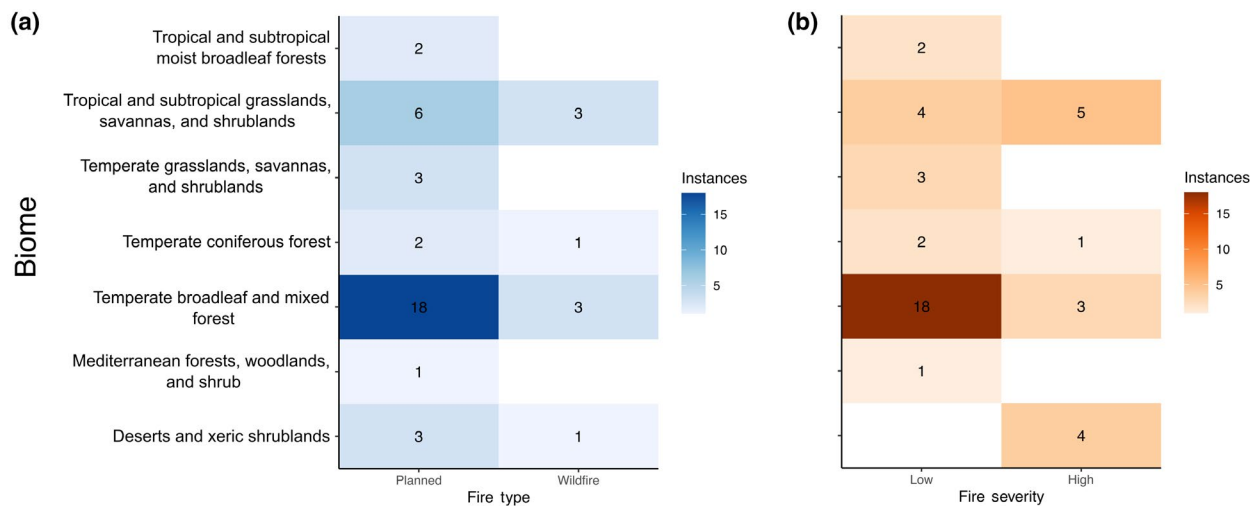 (a)
Biome
Tropical and subtropical
moist broadleaf forests
2
Tropical and subtropical grasslands,
savannas, and shrublands
6
3
Temperate grasslands, savannas,
and shrublands
3
Temperate coniferous forest
2
1
Temperate broadleaf and mixed
forest
18
3
Mediterranean forests, woodlands,
and shrub
1
Deserts and xeric shrublands
3
1
Planned
Wildfire
Fire type
Instances
15
10
5
(b)
2
4
5
3
2
1
18
3
1
4
Low
High
Fire severity
Instances
15
10
5